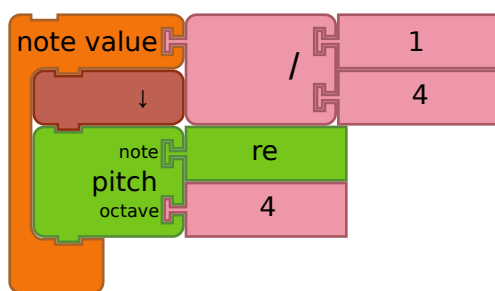 note value / 1
4
↓
note re
pitch
octave 4